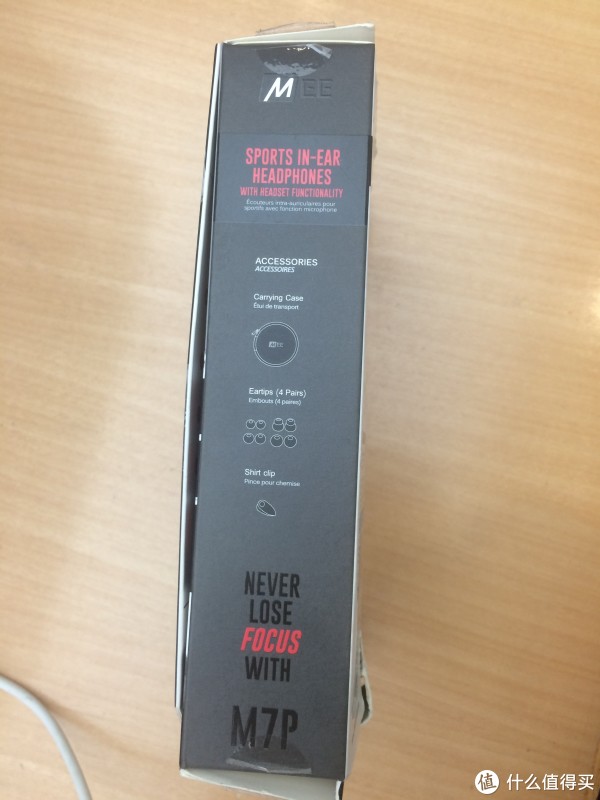 MEE
SPORTS IN-EAR
HEADPHONES
WITH HEADSET FUNCTIONALITY
Écouteurs intra-auriculaires pour
sportifs avec fonction microphone
ACCESSORIES
ACCESSOIRES
Carrying Case
Étui de transport
Eartips (4 Pairs)
Embouts (4 paires)
Shirt clip
Pince pour chemise
NEVER
LOSE
FOCUS
WITH
M7P
值 什么值得买